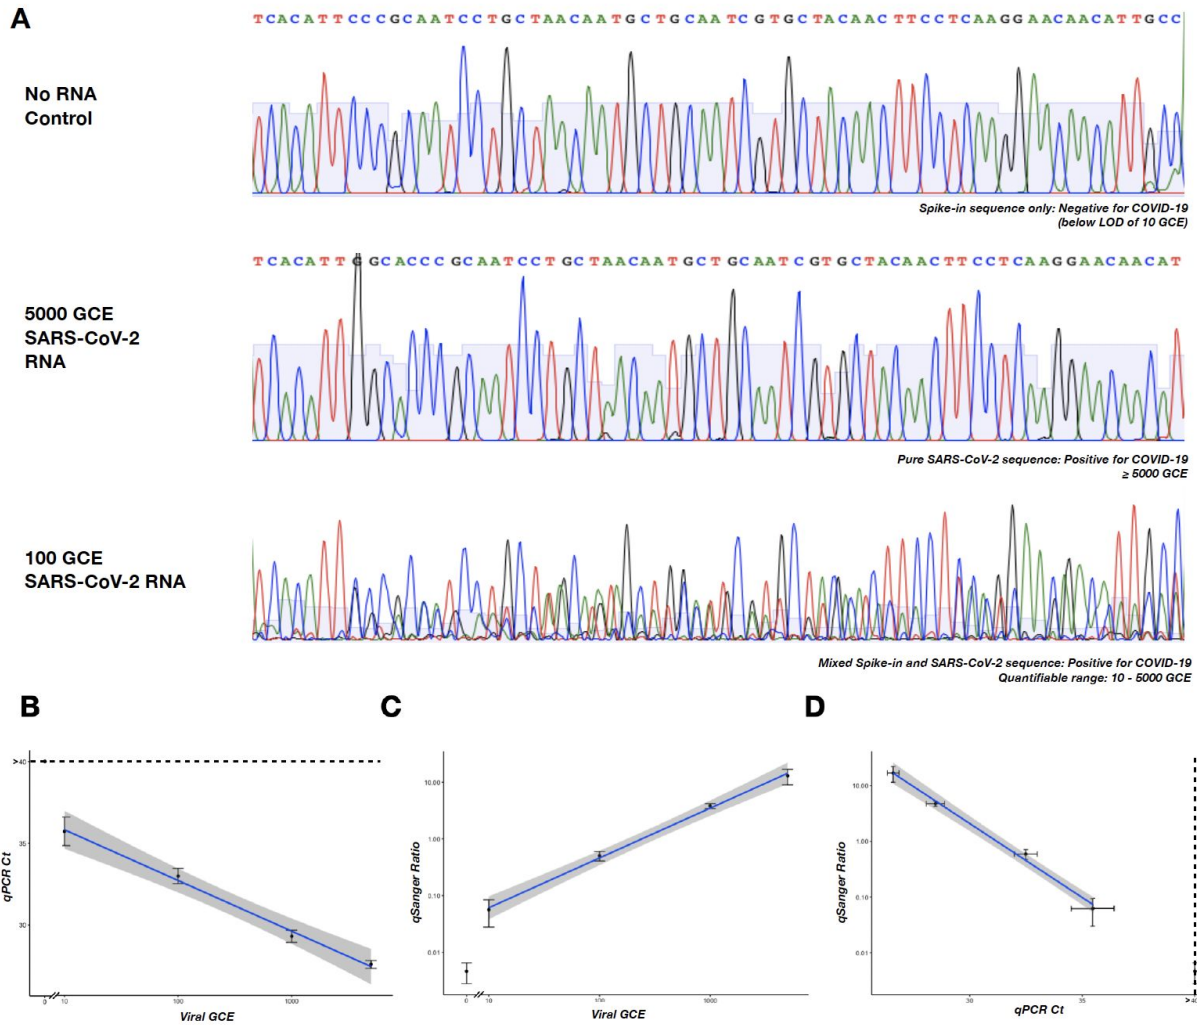 A
TCACATTCCCGCAATCCTGCTAACAATGCTGCAATCGTGCTACAACTTCCTCAAGGAACAACATTGCC
No RNA
Control
Spike-in sequence only: Negative for COVID-19
(below LOD of 10 GCE)
TCACATTGGCACCCGCAATCCTGCTAACAATGCTGCAATCGTGCTACAACTTCCTCAAGGAACAACAT
5000 GCE
SARS-CoV-2
RNA
Pure SARS-CoV-2 sequence: Positive for COVID-19
≥ 5000 GCE
100 GCE
SARS-CoV-2 RNA
Mixed Spike-in and SARS-CoV-2 sequence: Positive for COVID-19
Quantifiable range: 10 - 5000 GCE
B
>40
35
30
qPCR Ct
0 10 100 1000
Viral GCE
C
10.00
1.00
0.10
0.01
qSanger Ratio
0 10 100 1000
Viral GCE
D
10.00
1.00
0.10
0.01
qSanger Ratio
30 35 >40
qPCR Ct